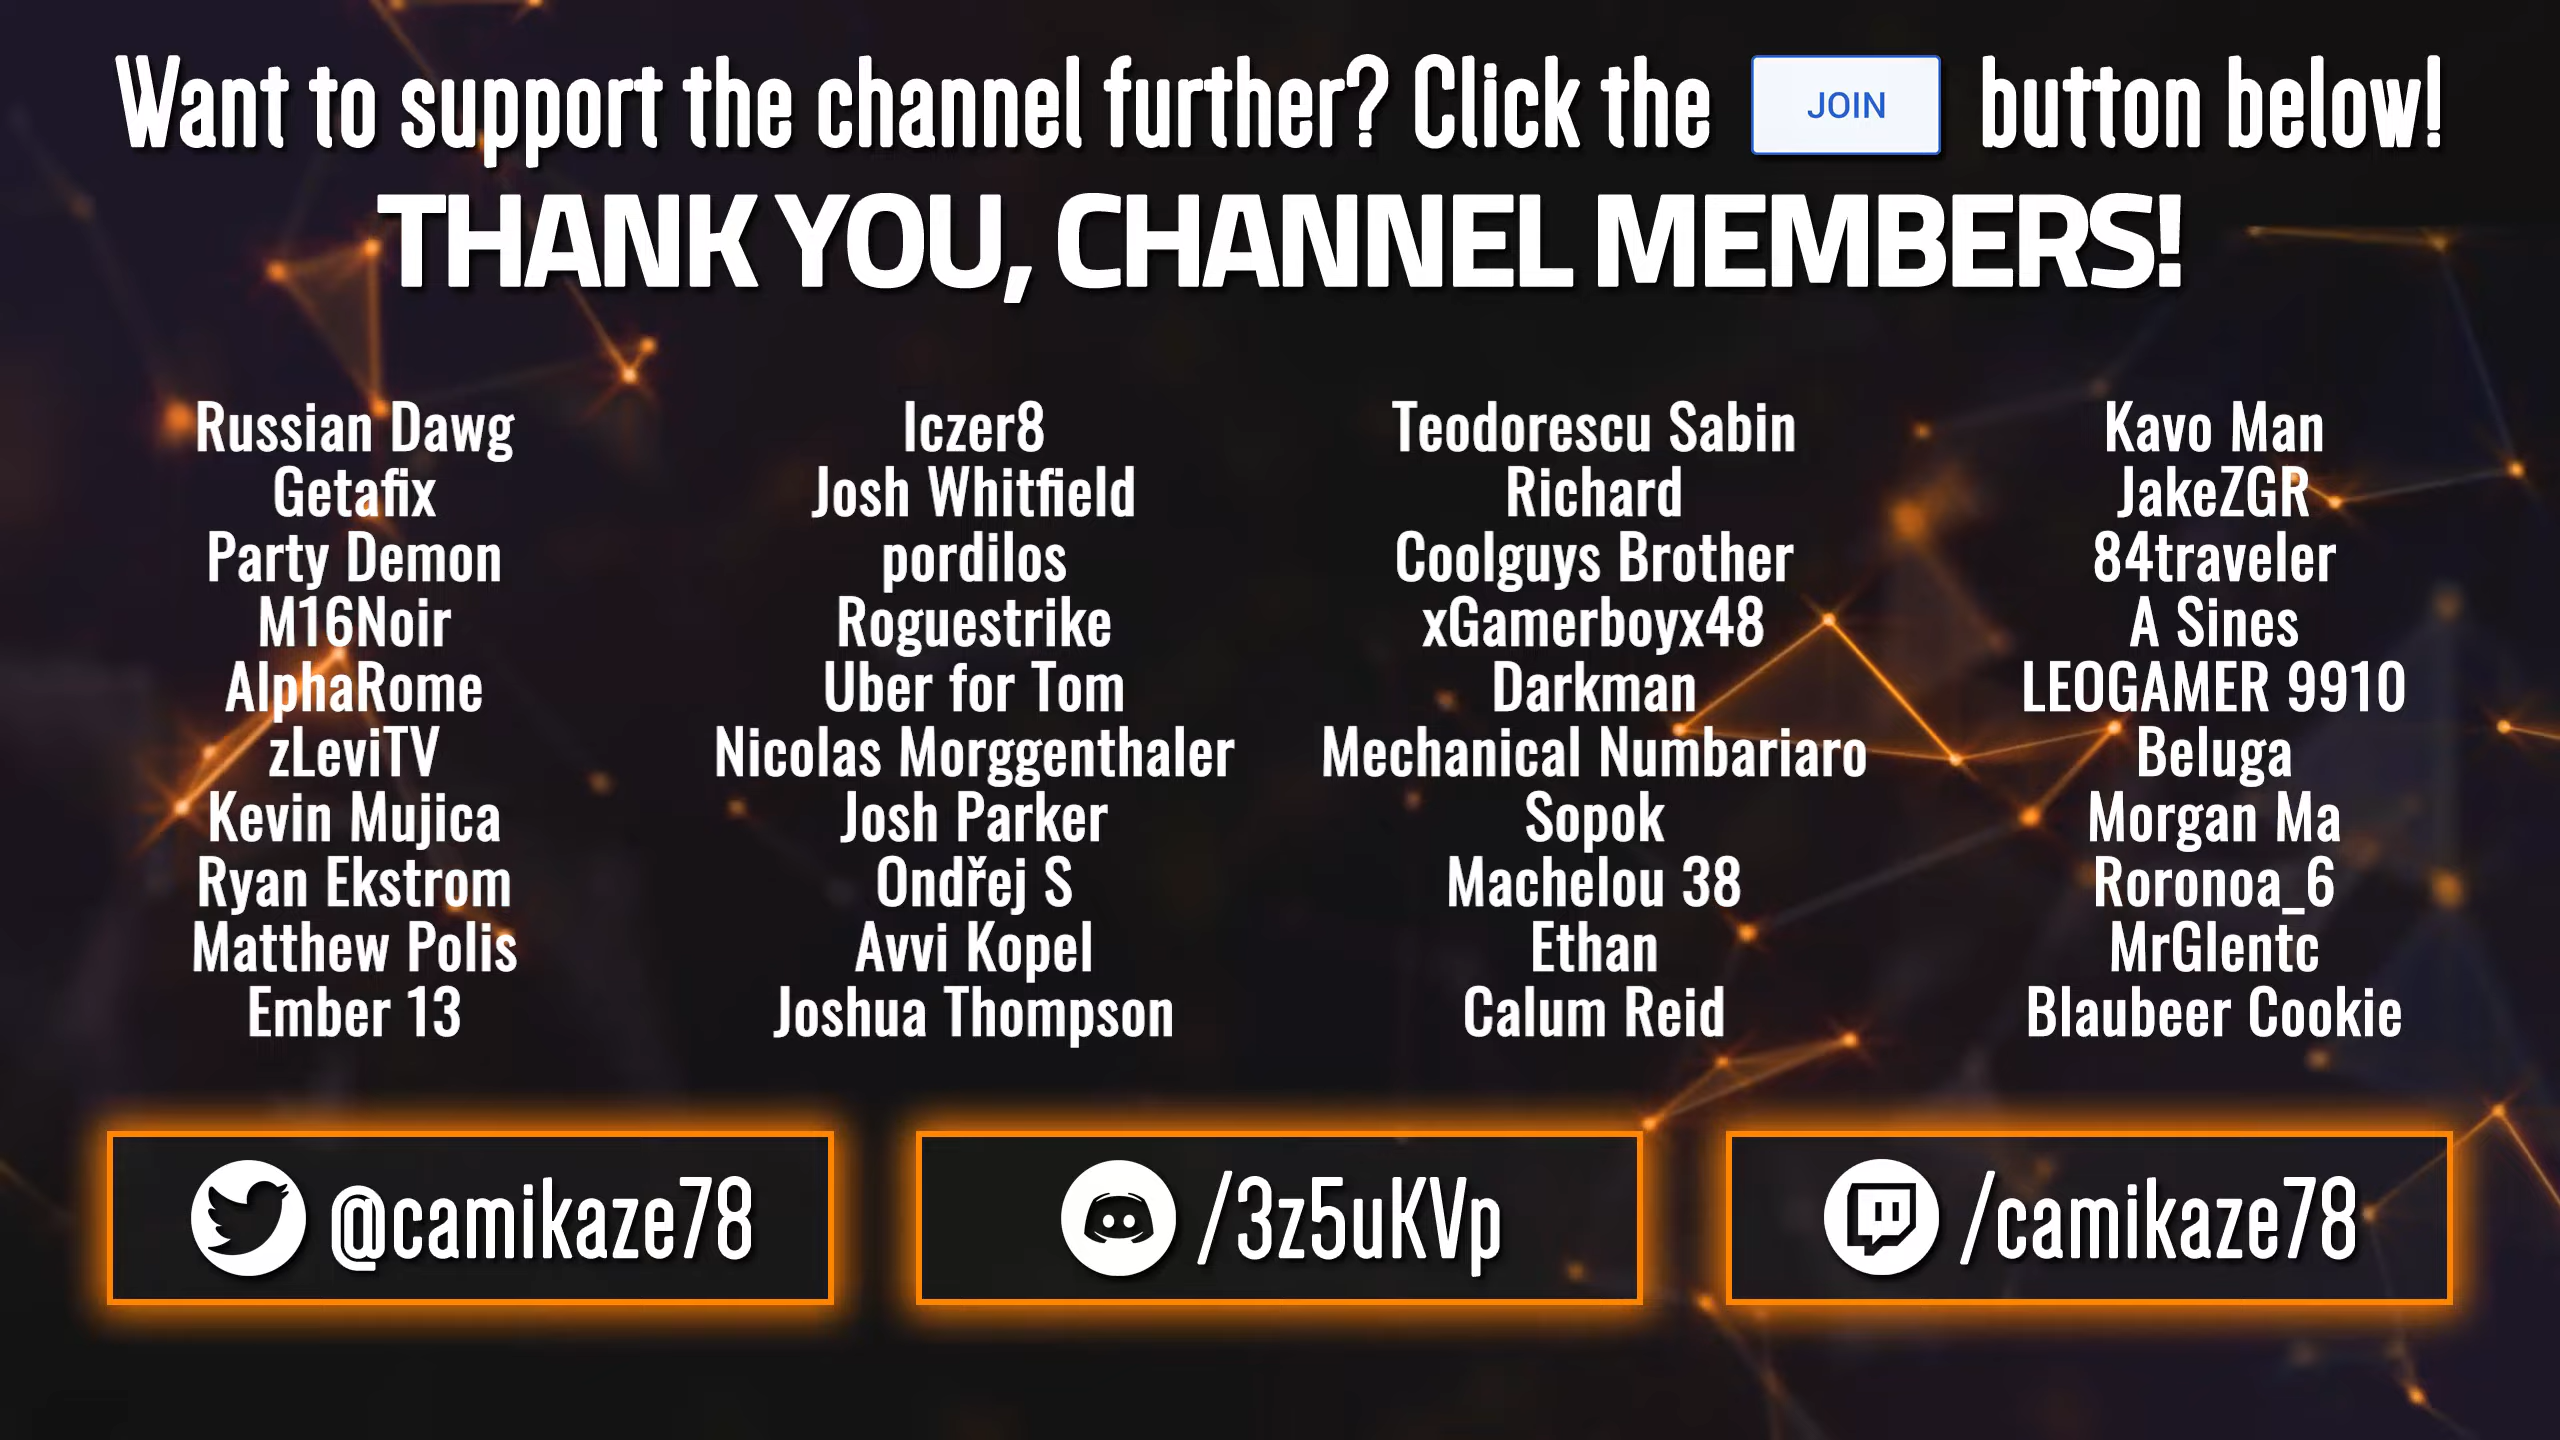 Want to support the channel further? Click the JOIN button below!
THANK YOU, CHANNEL MEMBERS!
Russian Dawg
Getafix
Party Demon
M16Noir
AlphaRome
zLeviTV
Kevin Mujica
Ryan Ekstrom
Matthew Polis
Ember 13
Iczer8
Josh Whitfield
pordilos
Roguestrike
Uber for Tom
Nicolas Morggenthaler
Josh Parker
Ondřej S
Avvi Kopel
Joshua Thompson
Teodorescu Sabin
Richard
Coolguys Brother
xGamerboyx48
Darkman
Mechanical Numbariaro
Sopok
Machelou 38
Ethan
Calum Reid
Kavo Man
JakeZGR
84traveler
A Sines
LEOGAMER 9910
Beluga
Morgan Ma
Roronoa_6
MrGlentc
Blaubeer Cookie
@camikaze78
/3z5uKVp
/camikaze78